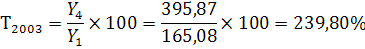 T₂₀₀₃ = Y₄/Y₁ × 100 = 395,87/165,08 × 100 = 239,80%